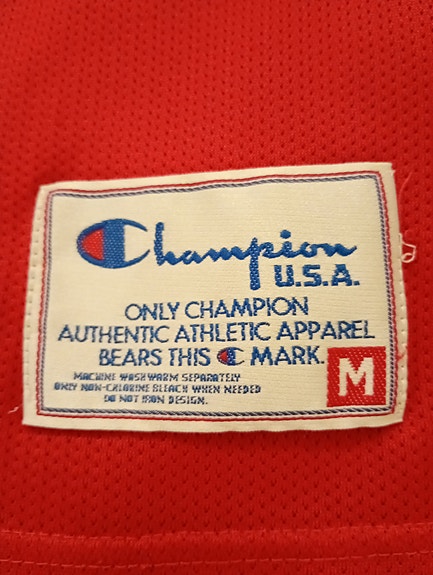 Champion
U.S.A.
ONLY CHAMPION
AUTHENTIC ATHLETIC APPAREL
BEARS THIS C MARK.
M
MACHINE WASH WARM SEPARATELY
ONLY NON-CHLORINE BLEACH WHEN NEEDED
DO NOT IRON DESIGN.